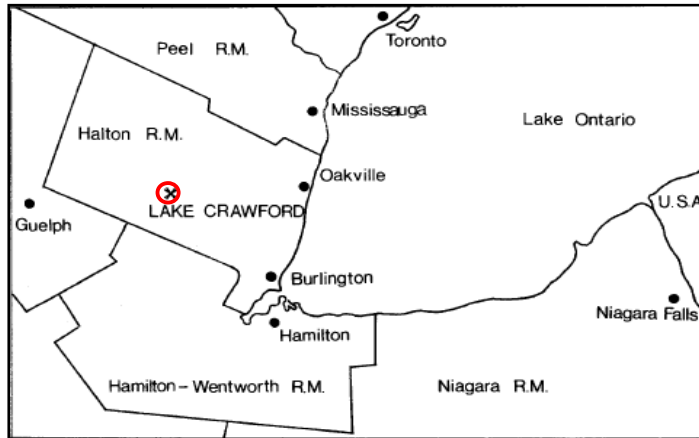 Toronto
Peel R.M.
Mississauga
Lake Ontario
Halton R.M.
Oakville
LAKE CRAWFORD
U.S.A
Guelph
Burlington
Niagara Falls
Hamilton
Hamilton-Wentworth R.M.
Niagara R.M.